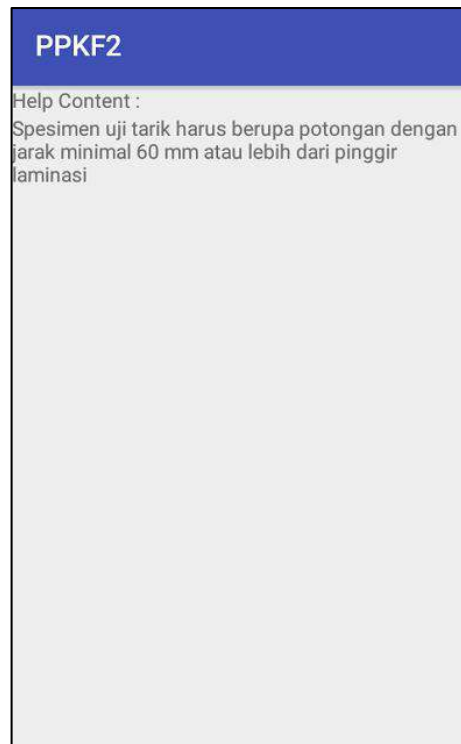 PPKF2
Help Content :
Spesimen uji tarik harus berupa potongan dengan
jarak minimal 60 mm atau lebih dari pinggir
laminasi